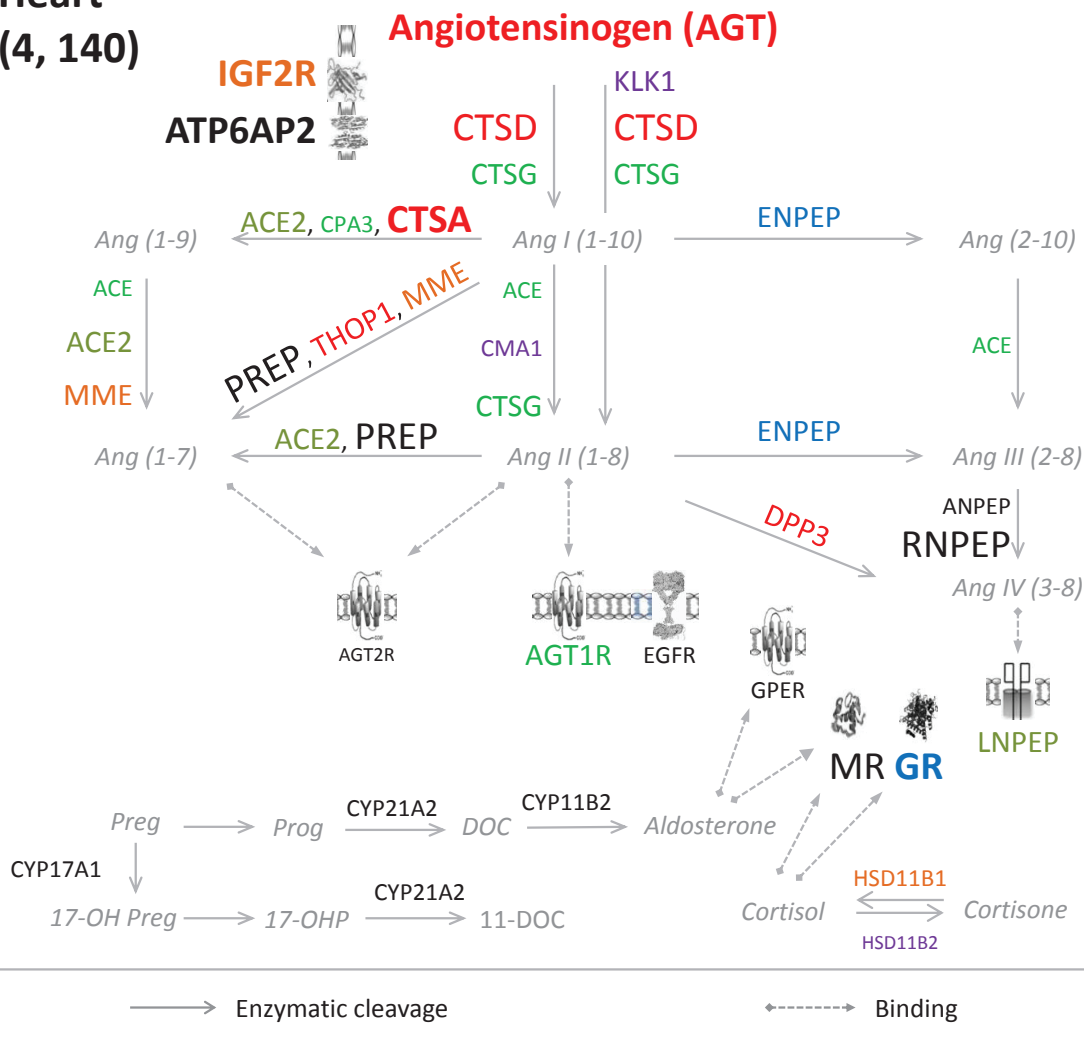 Heart
(4, 140)
Angiotensinogen (AGT)
IGF2R
ATP6AP2
KLK1
CTSD
CTSD
CTSG
CTSG
ACE2, CPA3, CTSA
ENPEP
Ang (1-9)
Ang I (1-10)
Ang (2-10)
ACE
ACE2
MME
PREP, THOP1, MME
ACE
CMA1
CTSG
ACE
ACE2, PREP
ENPEP
Ang (1-7)
Ang II (1-8)
Ang III (2-8)
DPP3
ANPEP
RNPEP
Ang IV (3-8)
AGT2R
AGT1R
EGFR
GPER
LNPEP
MR GR
Preg
Prog
CYP21A2
DOC
CYP11B2
Aldosterone
CYP17A1
17-OH Preg
17-OHP
CYP21A2
11-DOC
Cortisol
HSD11B1
HSD11B2
Cortisone
Enzymatic cleavage
Binding